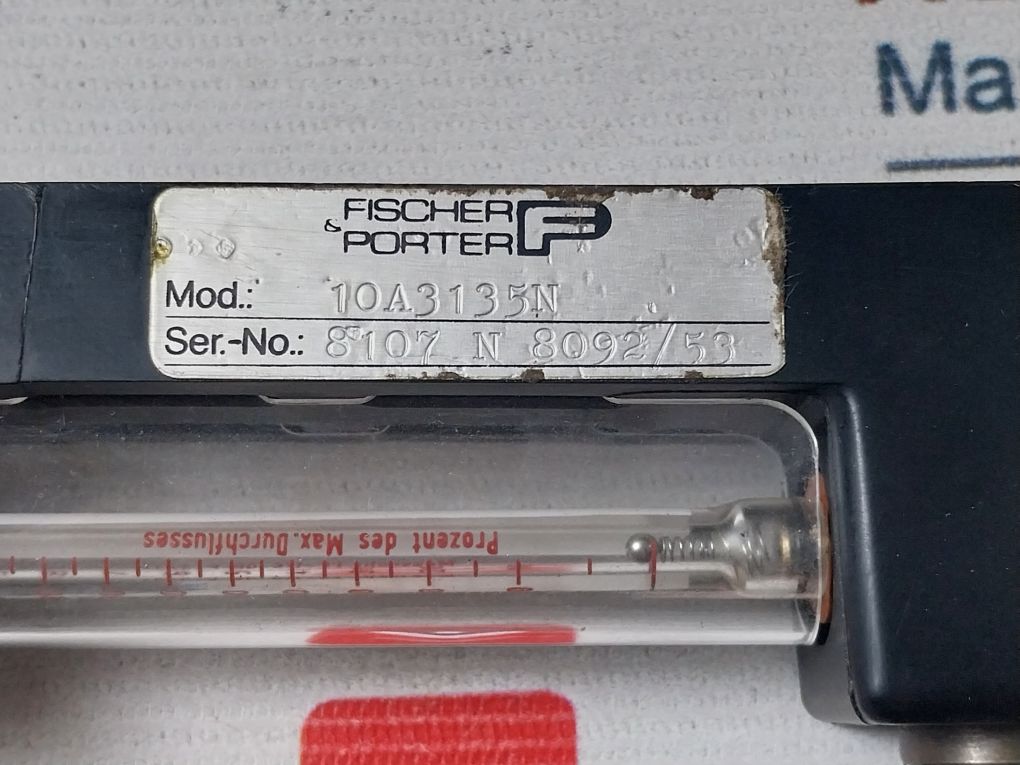 Ma
FISCHER
& PORTER
Mod.: 10A3135N
Ser.-No.: 8107 N 8092/53
Prozent des Max.Durchflusses